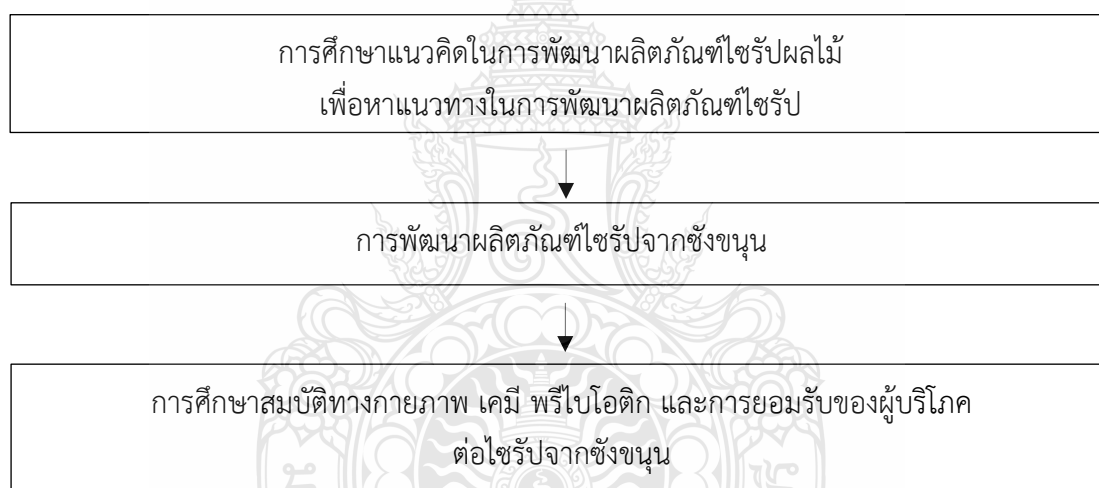 การศึกษาแนวคิดในการพัฒนาผลิตภัณฑ์ไซรัปผลไม้
เพื่อหาแนวทางในการพัฒนาผลิตภัณฑ์ไซรัป
การพัฒนาผลิตภัณฑ์ไซรัปจากซังขนุน
การศึกษาสมบัติทางกายภาพ เคมี พรีไบโอติก และการยอมรับของผู้บริโภค
ต่อไซรัปจากซังขนุน